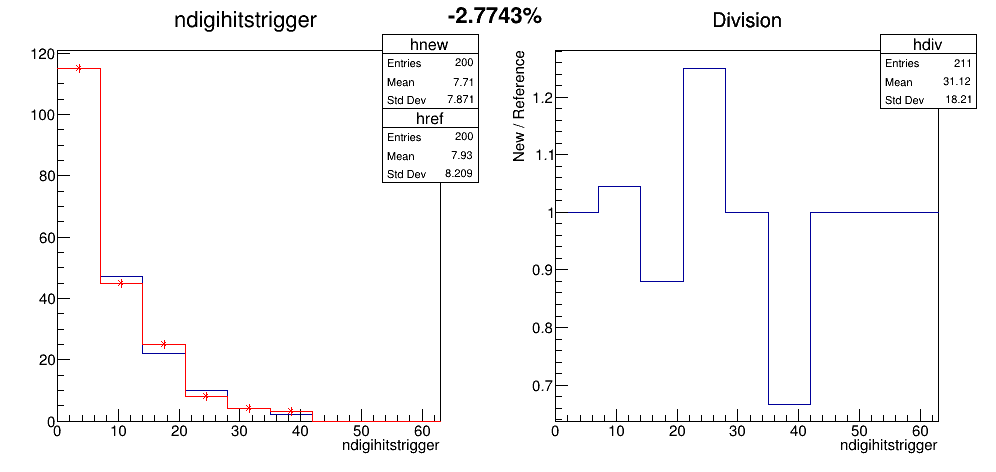 -2.7743%
ndigihitstrigger
hnew
Entries 200
Mean 7.71
Std Dev 7.871
href
Entries 200
Mean 7.93
Std Dev 8.209
120
100
80
60
40
20
0
0 10 20 30 40 50 60
ndigihitstrigger
Division
hdiv
Entries 211
Mean 31.12
Std Dev 18.21
New / Reference
1.2
1.1
1
0.9
0.8
0.7
0 10 20 30 40 50 60
ndigihitstrigger